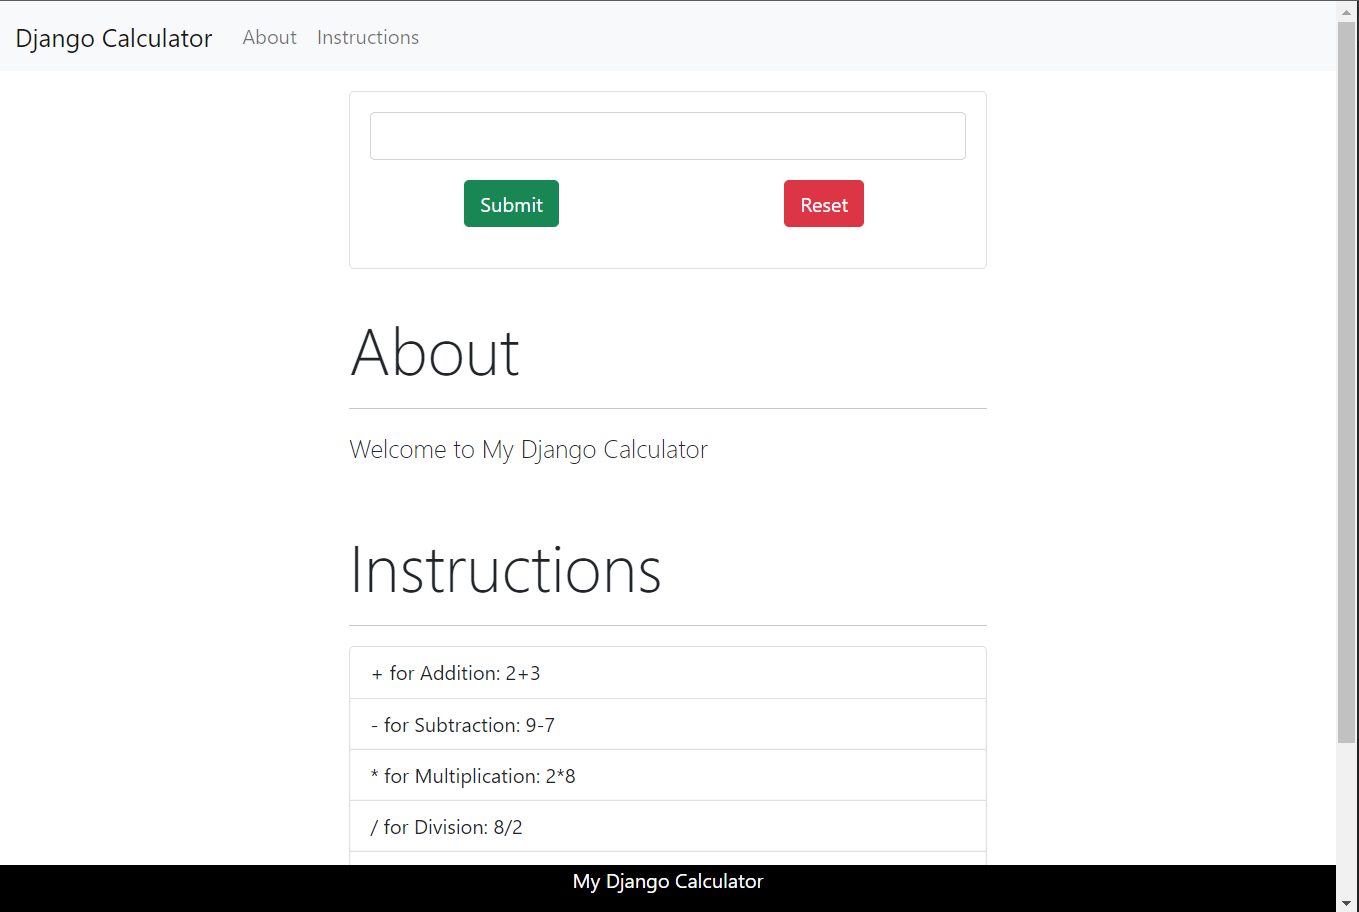 Django Calculator About Instructions
Submit Reset
About
Welcome to My Django Calculator
Instructions
+ for Addition: 2+3
- for Subtraction: 9-7
* for Multiplication: 2*8
/ for Division: 8/2
My Django Calculator